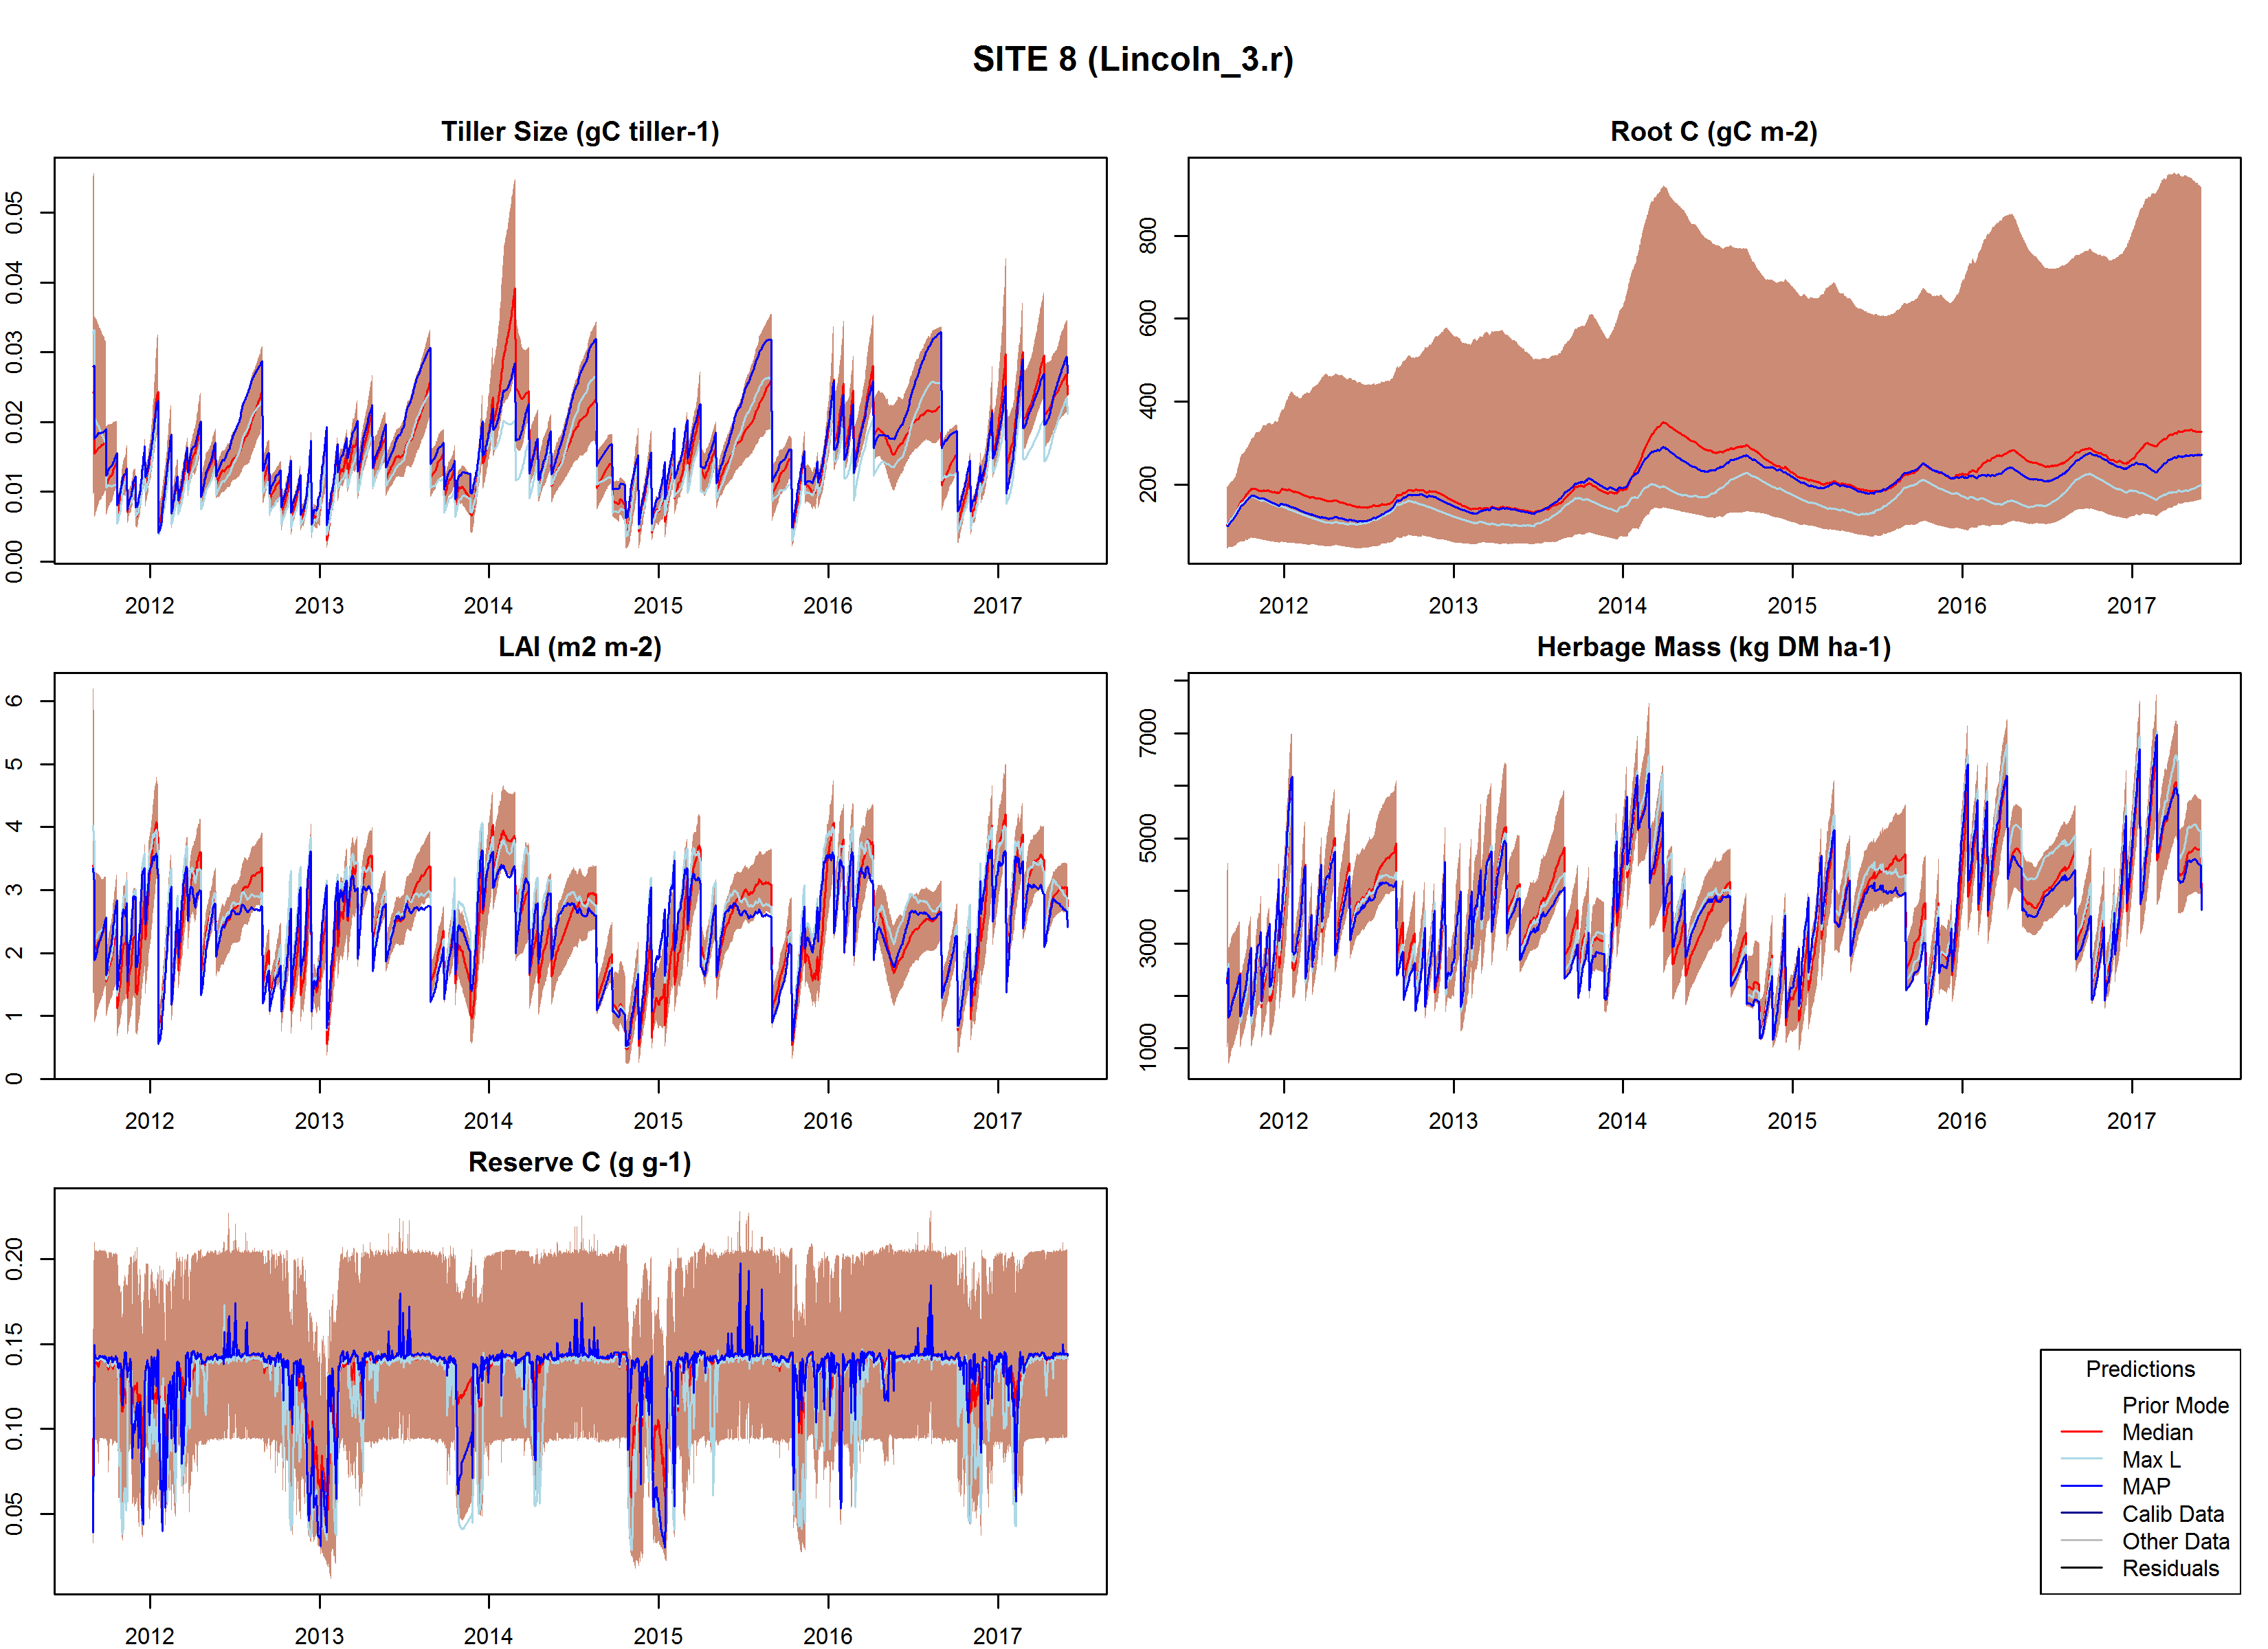 SITE 8 (Lincoln_3.r)
Tiller Size (gC tiller-1)
0.05
0.04
0.03
0.02
0.01
0.00
2012 2013 2014 2015 2016 2017
Root C (gC m-2)
800
600
400
200
2012 2013 2014 2015 2016 2017
LAI (m2 m-2)
6
5
4
3
2
1
0
2012 2013 2014 2015 2016 2017
Herbage Mass (kg DM ha-1)
7000
5000
3000
1000
2012 2013 2014 2015 2016 2017
Reserve C (g g-1)
0.20
0.15
0.10
0.05
2012 2013 2014 2015 2016 2017
Predictions
Prior Mode
Median
Max L
MAP
Calib Data
Other Data
Residuals